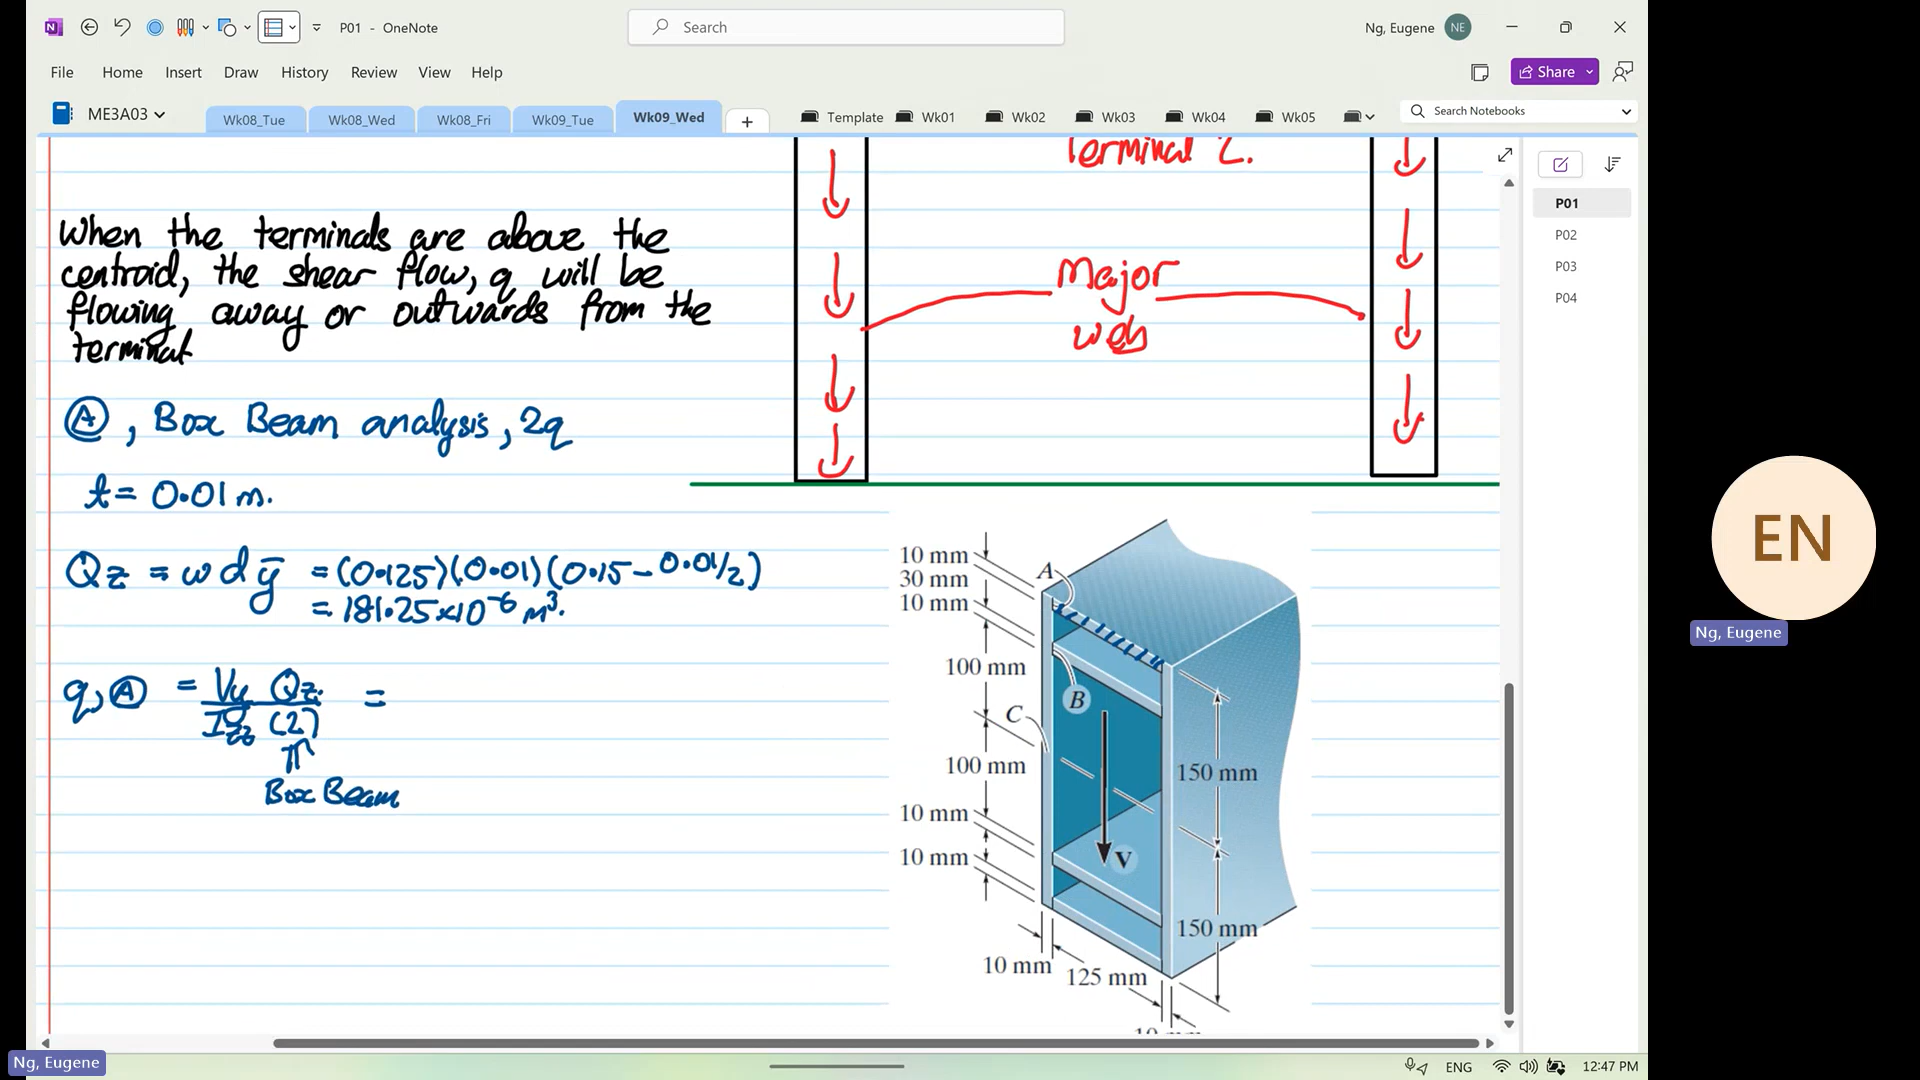 P01 - OneNote
Search
Ng, Eugene
NE
File Home Insert Draw History Review View Help
Share
ME3A03
Wk08_Tue
Wk08_Wed
Wk08_Fri
Wk09_Tue
Wk09_Wed
+
Template
Wk01
Wk02
Wk03
Wk04
Wk05
Search Notebooks
P01
P02
P03
P04
Terminal 2.
When the terminals are above the
centroid, the shear flow, q will be
flowing away or outwards from the
terminal
Major
web
A, Box Beam analysis, 2q
t = 0.01 m.
Qz = w d ȳ = (0.125)(0.01)(0.15 - 0.01/2)
= 181.25 x 10⁻⁶ m³.
q, A = Vy Qz / Izz (2) =
Box Beam
10 mm
30 mm
10 mm
100 mm
100 mm
10 mm
10 mm
A
B
C
V
150 mm
150 mm
10 mm
125 mm
EN
Ng, Eugene
Ng, Eugene
ENG
12:47 PM